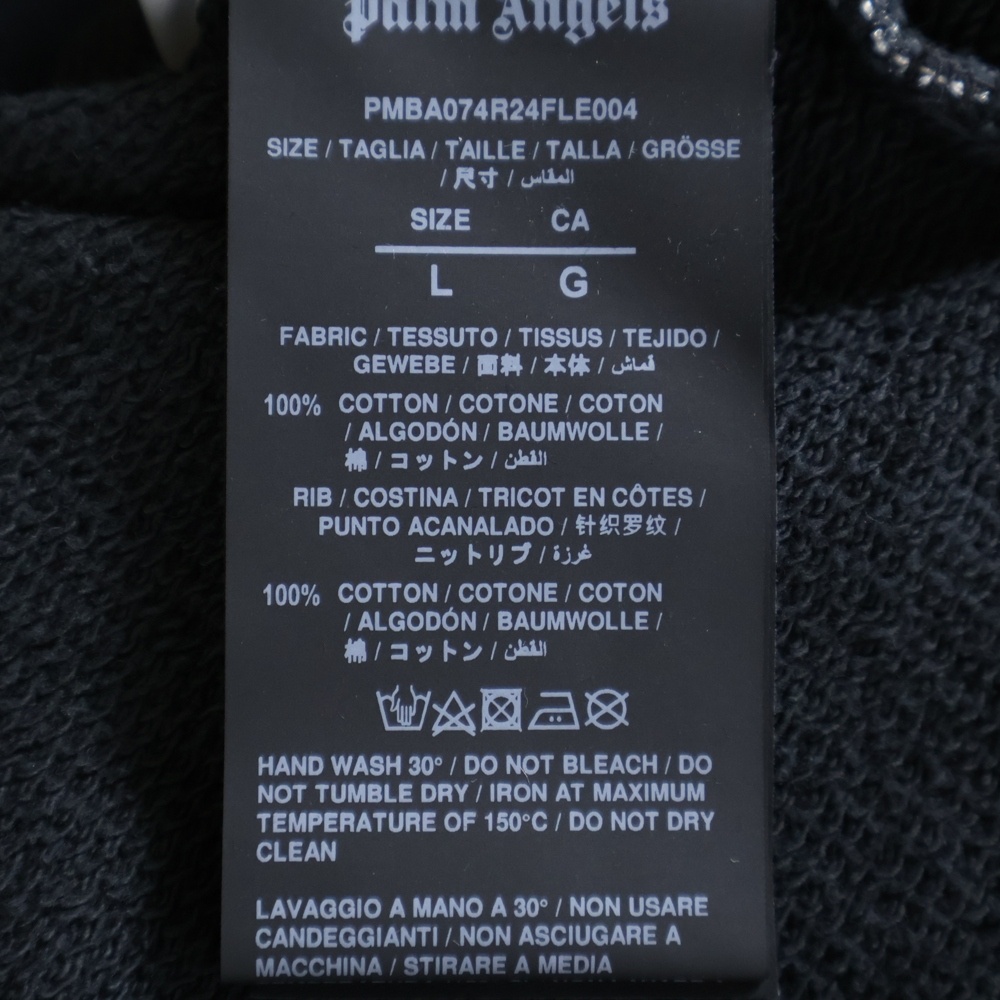 Palm Angels
PMBA074R24FLE004
SIZE / TAGLIA / TAILLE / TALLA / GRÖSSE
/ 尺寸 / المقاس
SIZE CA
L G
FABRIC / TESSUTO / TISSUS / TEJIDO /
GEWEBE / 面料 / 本体 / قماش
100% COTTON / COTONE / COTON
/ ALGODÓN / BAUMWOLLE /
棉 / コットン / القطن
RIB / COSTINA / TRICOT EN CÔTES /
PUNTO ACANALADO / 针织罗纹 /
ニットリブ / غرزة
100% COTTON / COTONE / COTON
/ ALGODÓN / BAUMWOLLE /
棉 / コットン / القطن
HAND WASH 30° / DO NOT BLEACH / DO
NOT TUMBLE DRY / IRON AT MAXIMUM
TEMPERATURE OF 150°C / DO NOT DRY
CLEAN
LAVAGGIO A MANO A 30° / NON USARE
CANDEGGIANTI / NON ASCIUGARE A
MACCHINA / STIRARE A MEDIA